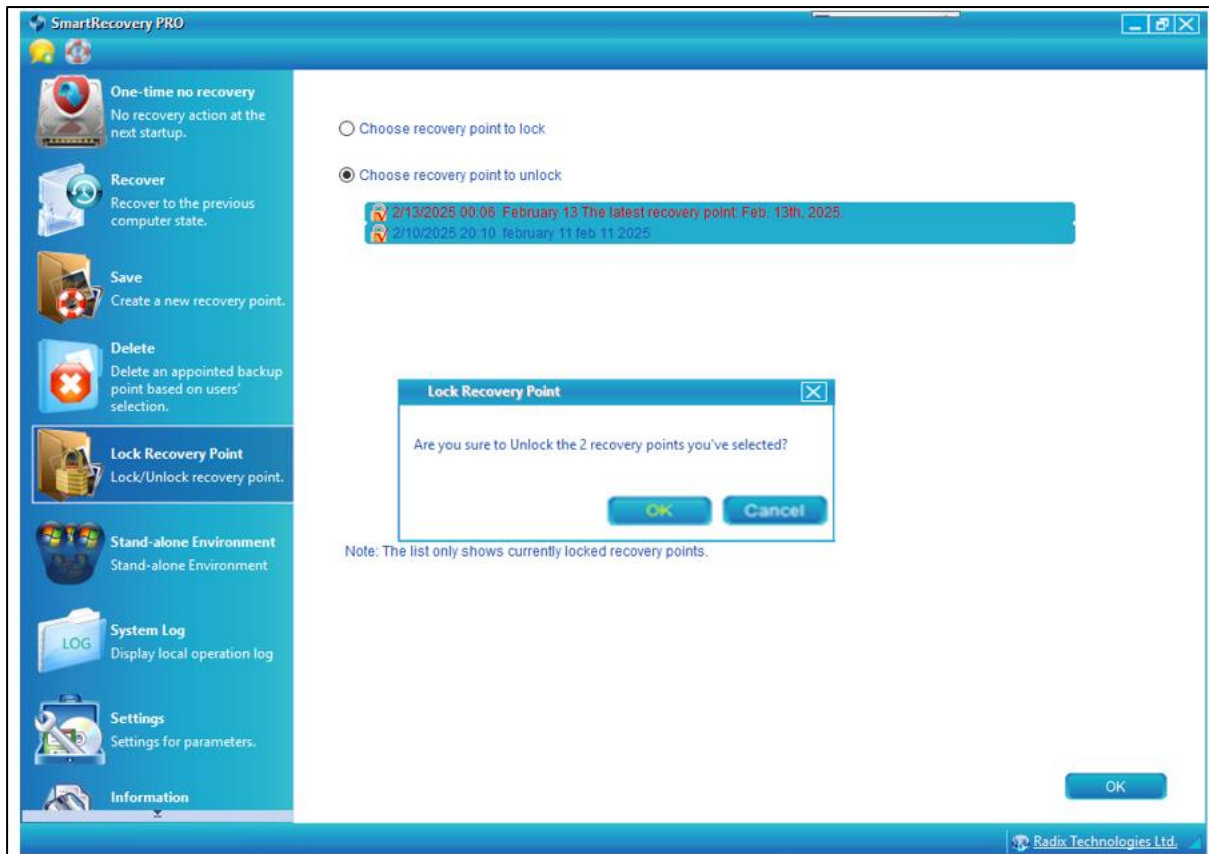 SmartRecovery PRO
One-time no recovery
No recovery action at the
next startup.
Recover
Recover to the previous
computer state.
Save
Create a new recovery point.
Delete
Delete an appointed backup
point based on users'
selection.
Lock Recovery Point
Lock/Unlock recovery point.
Stand-alone Environment
Stand-alone Environment
LOG
System Log
Display local operation log
Settings
Settings for parameters.
Information
Choose recovery point to lock
Choose recovery point to unlock
2/13/2025 00:06 February 13 The latest recovery point: Feb. 13th, 2025.
2/10/2025 20:10 february 11 feb 11 2025
Lock Recovery Point
Are you sure to Unlock the 2 recovery points you've selected?
OK Cancel
Note: The list only shows currently locked recovery points.
OK
Radix Technologies Ltd.